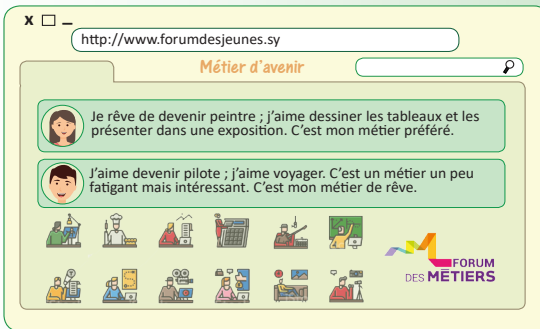 x □ _
http://www.forumdesjeunes.sy
Métier d'avenir
Je rêve de devenir peintre ; j'aime dessiner les tableaux et les
présenter dans une exposition. C'est mon métier préféré.
J'aime devenir pilote ; j'aime voyager. C'est un métier un peu
fatigant mais intéressant. C'est mon métier de rêve.
FORUM
DES MÉTIERS